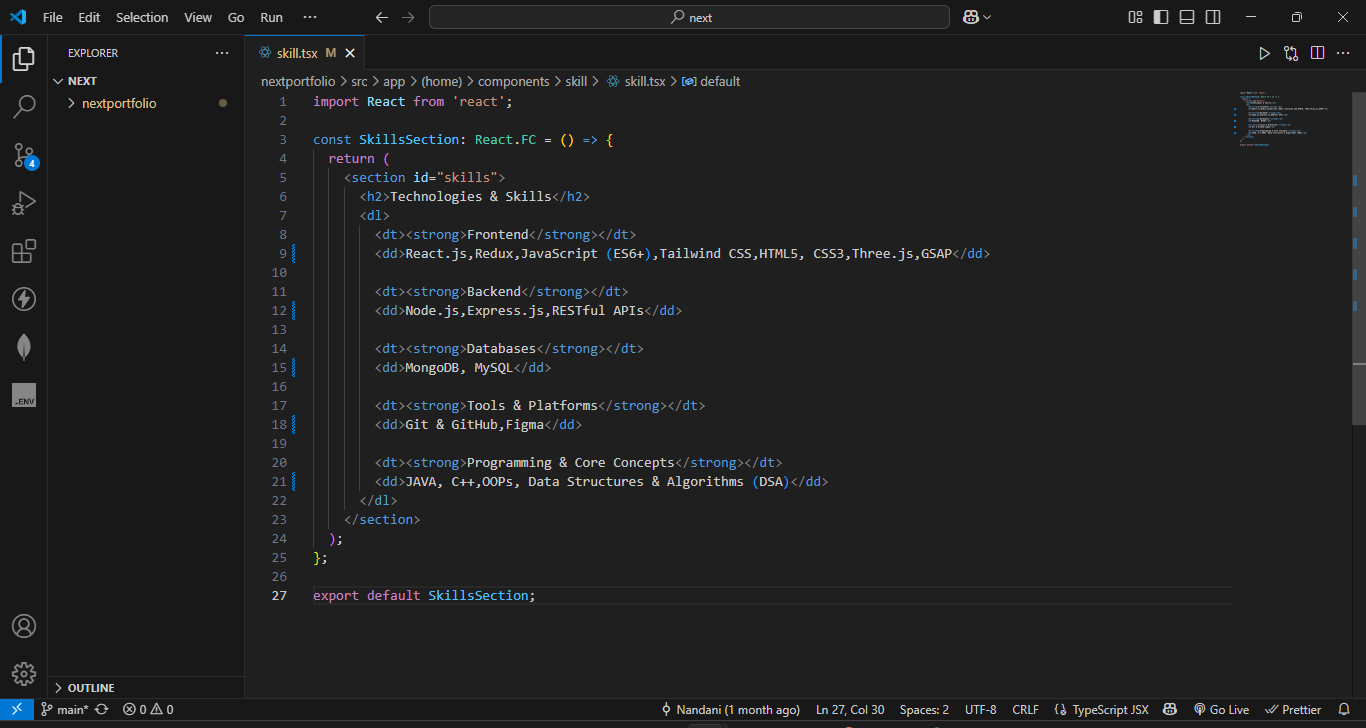 File Edit Selection View Go Run ···
next
EXPLORER ···
NEXT
nextportfolio
skill.tsx M
nextportfolio > src > app > (home) > components > skill > skill.tsx > default
1 import React from 'react';
2
3 const SkillsSection: React.FC = () => {
4 return (
5 <section id="skills">
6 <h2>Technologies & Skills</h2>
7 <dl>
8 <dt><strong>Frontend</strong></dt>
9 <dd>React.js,Redux,JavaScript (ES6+),Tailwind CSS,HTML5, CSS3,Three.js,GSAP</dd>
10
11 <dt><strong>Backend</strong></dt>
12 <dd>Node.js,Express.js,RESTful APIs</dd>
13
14 <dt><strong>Databases</strong></dt>
15 <dd>MongoDB, MySQL</dd>
16
17 <dt><strong>Tools & Platforms</strong></dt>
18 <dd>Git & GitHub,Figma</dd>
19
20 <dt><strong>Programming & Core Concepts</strong></dt>
21 <dd>JAVA, C++,OOPs, Data Structures & Algorithms (DSA)</dd>
22 </dl>
23 </section>
24 );
25 };
26
27 export default SkillsSection;
4
.ENV
OUTLINE
main* 0 0 Nandani (1 month ago) Ln 27, Col 30 Spaces: 2 UTF-8 CRLF {} TypeScript JSX Go Live Prettier